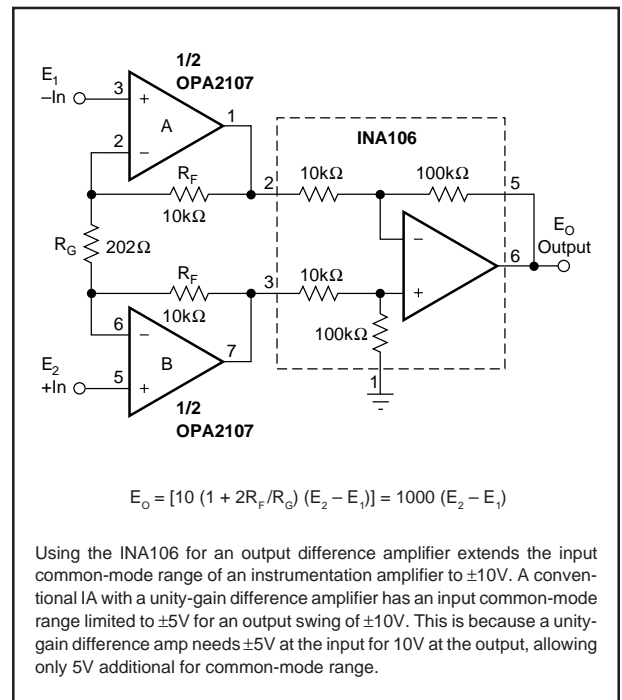 1/2
OPA2107
E1
–In
3
+
A
1
2
–
INA106
RF
10kΩ
2
10kΩ
100kΩ
5
RG
202Ω
–
EO
Output
6
RF
10kΩ
3
10kΩ
+
100kΩ
6
–
B
7
E2
+In
5
+
1
1/2
OPA2107
EO = [10 (1 + 2RF/RG) (E2 – E1)] = 1000 (E2 – E1)
Using the INA106 for an output difference amplifier extends the input
common-mode range of an instrumentation amplifier to ±10V. A conven-
tional IA with a unity-gain difference amplifier has an input common-mode
range limited to ±5V for an output swing of ±10V. This is because a unity-
gain difference amp needs ±5V at the input for 10V at the output, allowing
only 5V additional for common-mode range.